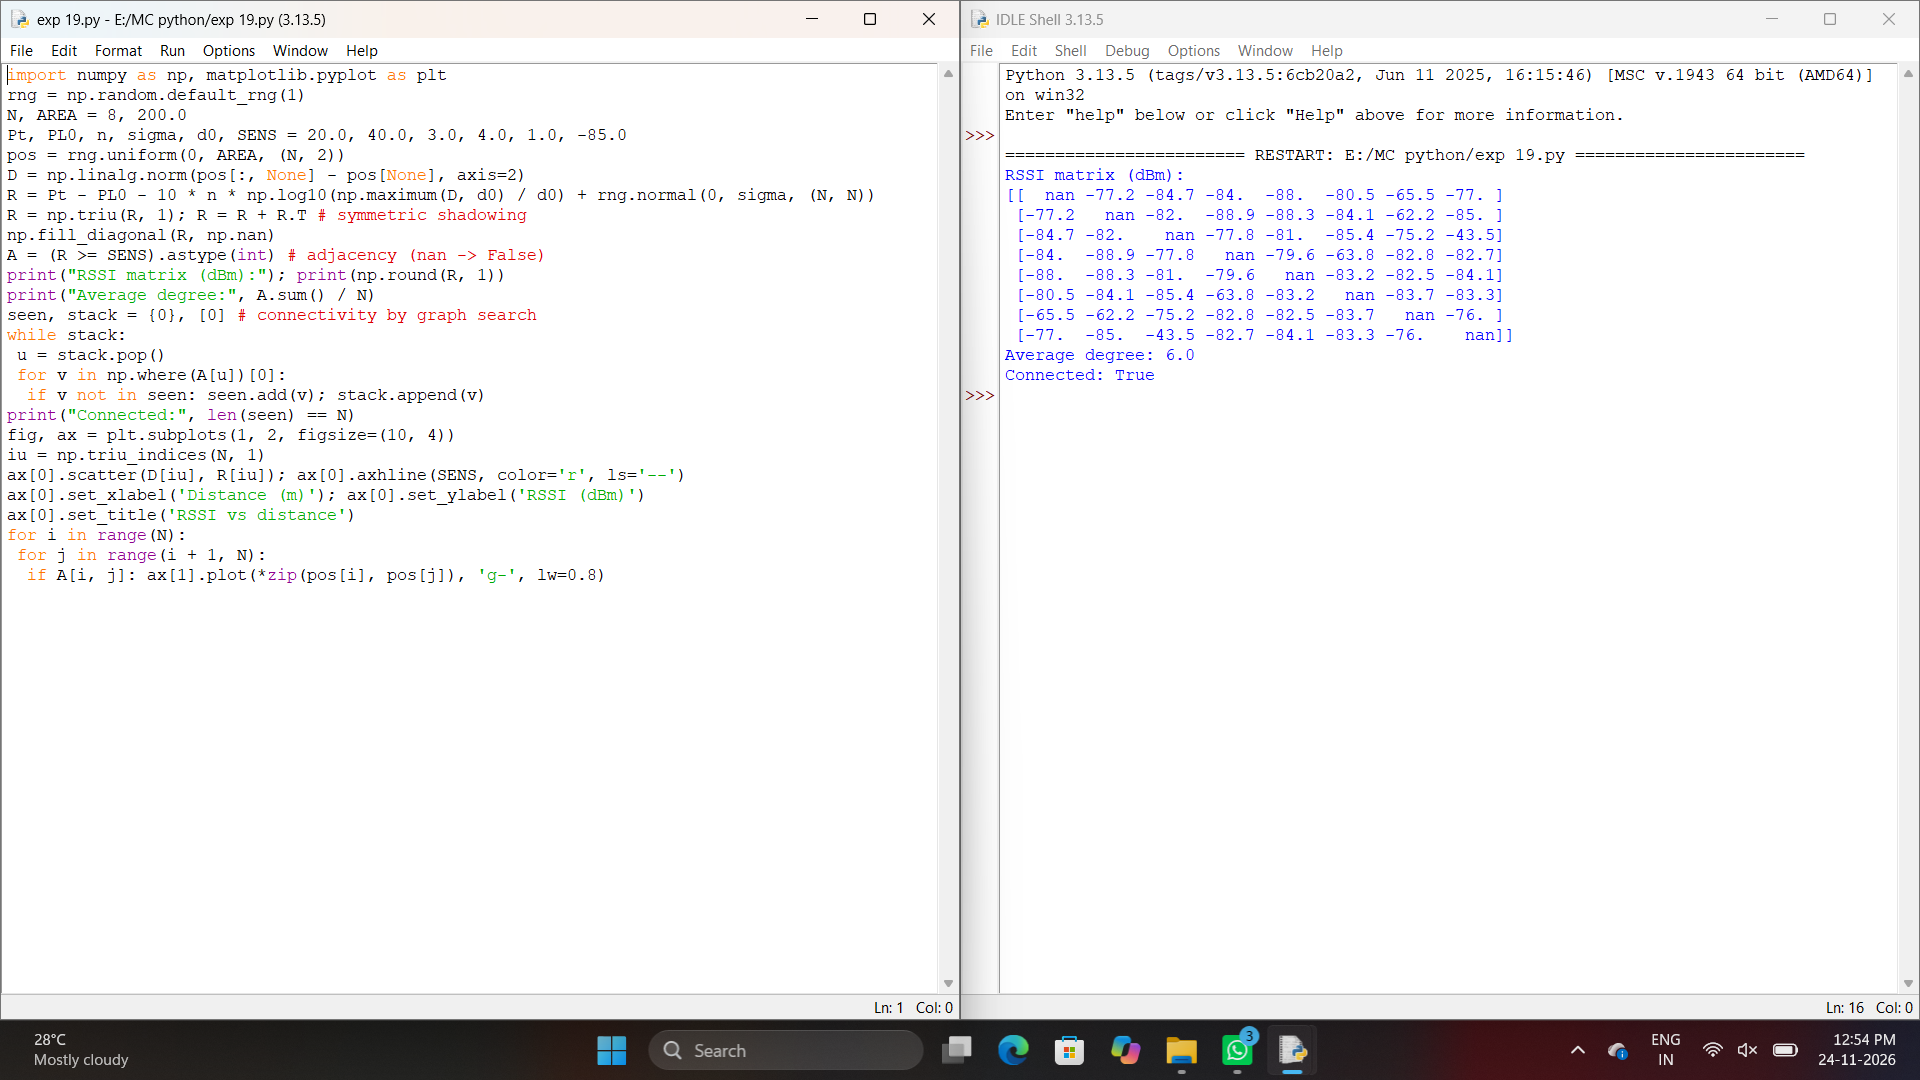 exp 19.py - E:/MC python/exp 19.py (3.13.5)
File Edit Format Run Options Window Help
import numpy as np, matplotlib.pyplot as plt
rng = np.random.default_rng(1)
N, AREA = 8, 200.0
Pt, PL0, n, sigma, d0, SENS = 20.0, 40.0, 3.0, 4.0, 1.0, -85.0
pos = rng.uniform(0, AREA, (N, 2))
D = np.linalg.norm(pos[:, None] - pos[None], axis=2)
R = Pt - PL0 - 10 * n * np.log10(np.maximum(D, d0) / d0) + rng.normal(0, sigma, (N, N))
R = np.triu(R, 1); R = R + R.T # symmetric shadowing
np.fill_diagonal(R, np.nan)
A = (R >= SENS).astype(int) # adjacency (nan -> False)
print("RSSI matrix (dBm):"); print(np.round(R, 1))
print("Average degree:", A.sum() / N)
seen, stack = {0}, [0] # connectivity by graph search
while stack:
 u = stack.pop()
 for v in np.where(A[u])[0]:
  if v not in seen: seen.add(v); stack.append(v)
print("Connected:", len(seen) == N)
fig, ax = plt.subplots(1, 2, figsize=(10, 4))
iu = np.triu_indices(N, 1)
ax[0].scatter(D[iu], R[iu]); ax[0].axhline(SENS, color='r', ls='--')
ax[0].set_xlabel('Distance (m)'); ax[0].set_ylabel('RSSI (dBm)')
ax[0].set_title('RSSI vs distance')
for i in range(N):
 for j in range(i + 1, N):
  if A[i, j]: ax[1].plot(*zip(pos[i], pos[j]), 'g-', lw=0.8)
Ln: 1 Col: 0
IDLE Shell 3.13.5
File Edit Shell Debug Options Window Help
Python 3.13.5 (tags/v3.13.5:6cb20a2, Jun 11 2025, 16:15:46) [MSC v.1943 64 bit (AMD64)]
on win32
Enter "help" below or click "Help" above for more information.
>>>
======================== RESTART: E:/MC python/exp 19.py =======================
RSSI matrix (dBm):
[[  nan -77.2 -84.7 -84.  -88.  -80.5 -65.5 -77. ]
 [-77.2   nan -82.  -88.9 -88.3 -84.1 -62.2 -85. ]
 [-84.7 -82.    nan -77.8 -81.  -85.4 -75.2 -43.5]
 [-84.  -88.9 -77.8   nan -79.6 -63.8 -82.8 -82.7]
 [-88.  -88.3 -81.  -79.6   nan -83.2 -82.5 -84.1]
 [-80.5 -84.1 -85.4 -63.8 -83.2   nan -83.7 -83.3]
 [-65.5 -62.2 -75.2 -82.8 -82.5 -83.7   nan -76. ]
 [-77.  -85.  -43.5 -82.7 -84.1 -83.3 -76.    nan]]
Average degree: 6.0
Connected: True
>>>
Ln: 16 Col: 0
28°C
Mostly cloudy
Search
3
ENG
IN
12:54 PM
24-11-2026